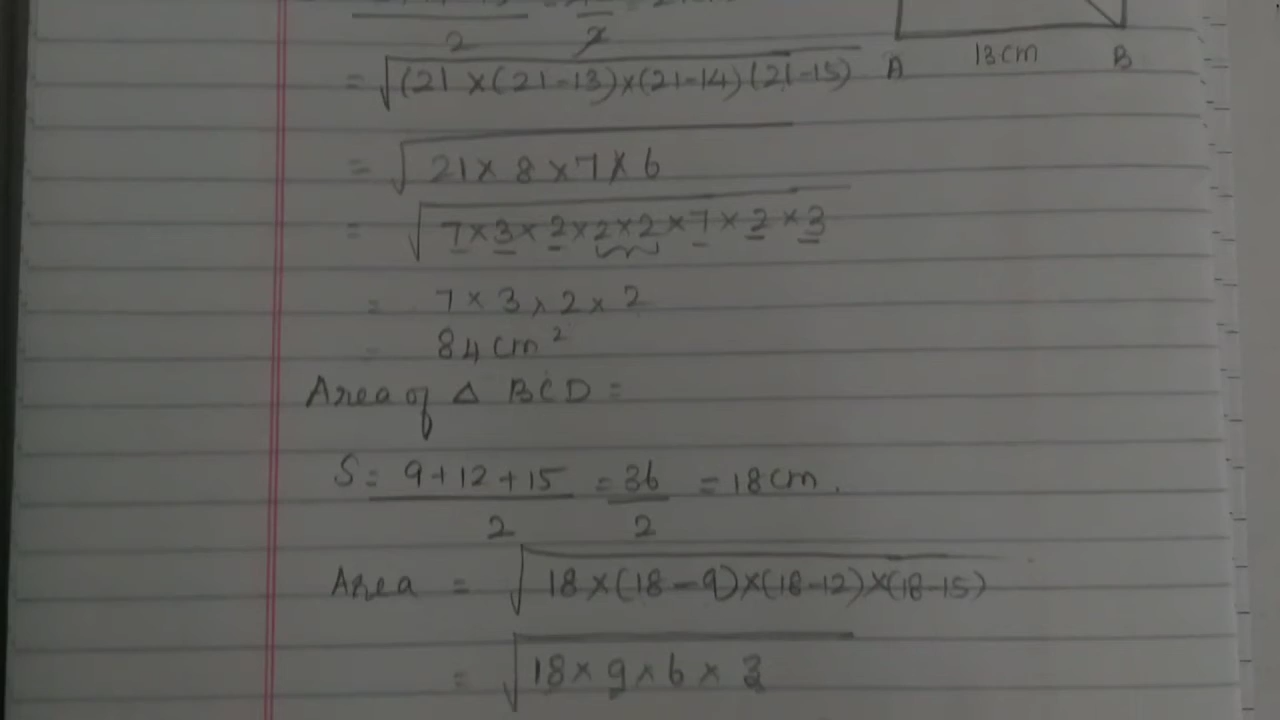 2 2
= √(21 ×(21-13)×(21-14)(21-15)
A 13cm B
= √21 × 8 × 7 × 6
= √7 × 3 × 2 × 2 × 2 × 7 × 2 × 3
= 7 × 3 × 2 × 2
84 cm²
Area of △ BCD =
S = 9+12+15/2 = 36/2 = 18cm.
Area = √18×(18-9)×(18-12)×(18-15)
= √18 × 9 × 6 × 3